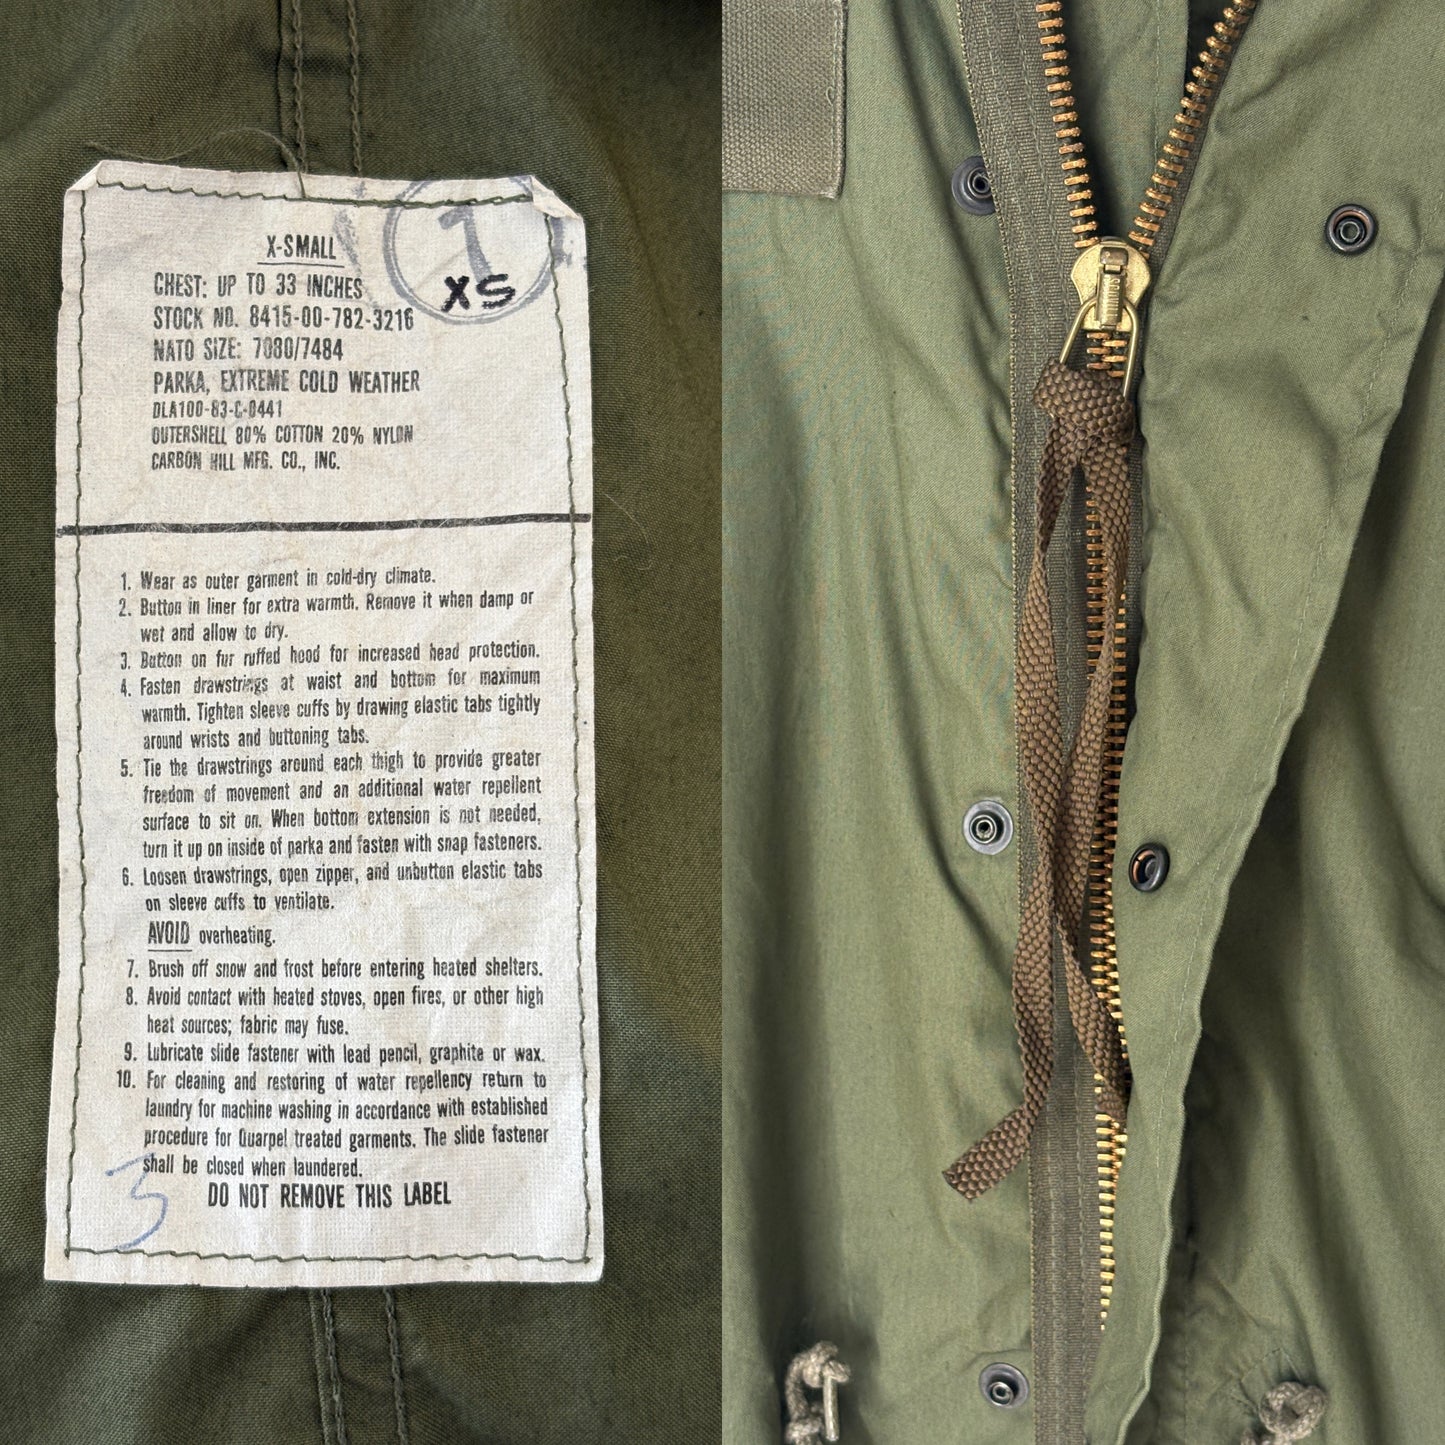 1
XS
X-SMALL
CHEST: UP TO 33 INCHES
STOCK NO. 8415-00-782-3216
NATO SIZE: 7080/7484
PARKA, EXTREME COLD WEATHER
DLA100-83-C-0441
OUTERSHELL 80% COTTON 20% NYLON
CARBON HILL MFG. CO., INC.
1. Wear as outer garment in cold-dry climate.
2. Button in liner for extra warmth. Remove it when damp or
wet and allow to dry.
3. Button on fur ruffed hood for increased head protection.
4. Fasten drawstrings at waist and bottom for maximum
warmth. Tighten sleeve cuffs by drawing elastic tabs tightly
around wrists and buttoning tabs.
5. Tie the drawstrings around each thigh to provide greater
freedom of movement and an additional water repellent
surface to sit on. When bottom extension is not needed,
turn it up on inside of parka and fasten with snap fasteners.
6. Loosen drawstrings, open zipper, and unbutton elastic tabs
on sleeve cuffs to ventilate.
AVOID overheating.
7. Brush off snow and frost before entering heated shelters.
8. Avoid contact with heated stoves, open fires, or other high
heat sources; fabric may fuse.
9. Lubricate slide fastener with lead pencil, graphite or wax.
10. For cleaning and restoring of water repellency return to
laundry for machine washing in accordance with established
procedure for Quarpel treated garments. The slide fastener
shall be closed when laundered.
DO NOT REMOVE THIS LABEL
3